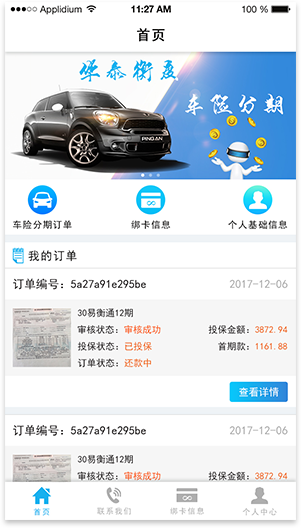 Applidium 11:27 AM 100 %
首页
华泰衡友
车险分期
PING AN
车险分期订单 绑卡信息 个人基础信息
我的订单
订单编号：5a27a91e295be 2017-12-06
30易衡通12期
审核状态：审核成功 投保金额：3872.94
投保状态：已投保 首期款：1161.88
订单状态：还款中
查看详情
订单编号：5a27a91e295be 2017-12-06
30易衡通12期
审核状态：审核成功 投保金额：3872.94
首页 联系我们 绑卡信息 个人中心